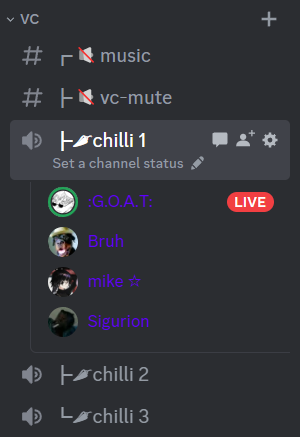 VC
┌ 🔇 music
├ 🔇 vc-mute
├🌶chilli 1
Set a channel status
:G.O.A.T:
LIVE
Bruh
mike ☆
Sigurion
├🌶chilli 2
└🌶chilli 3